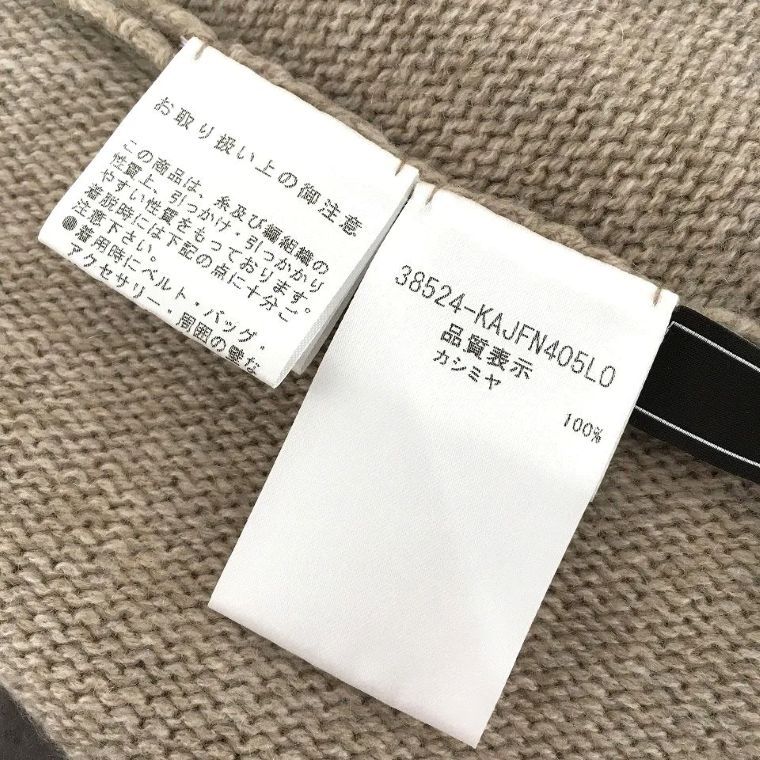 お取り扱い上の御注意
この商品は、糸及び編組織の
性質上、引っかけ、引っかかり
やすい性質をもっております。
着脱時には下記の点に十分ご
注意下さい。
●着用時にベルト・バッグ・
アクセサリー・周囲の壁な
38524-KAJFN405LO
品質表示
カシミヤ
100%